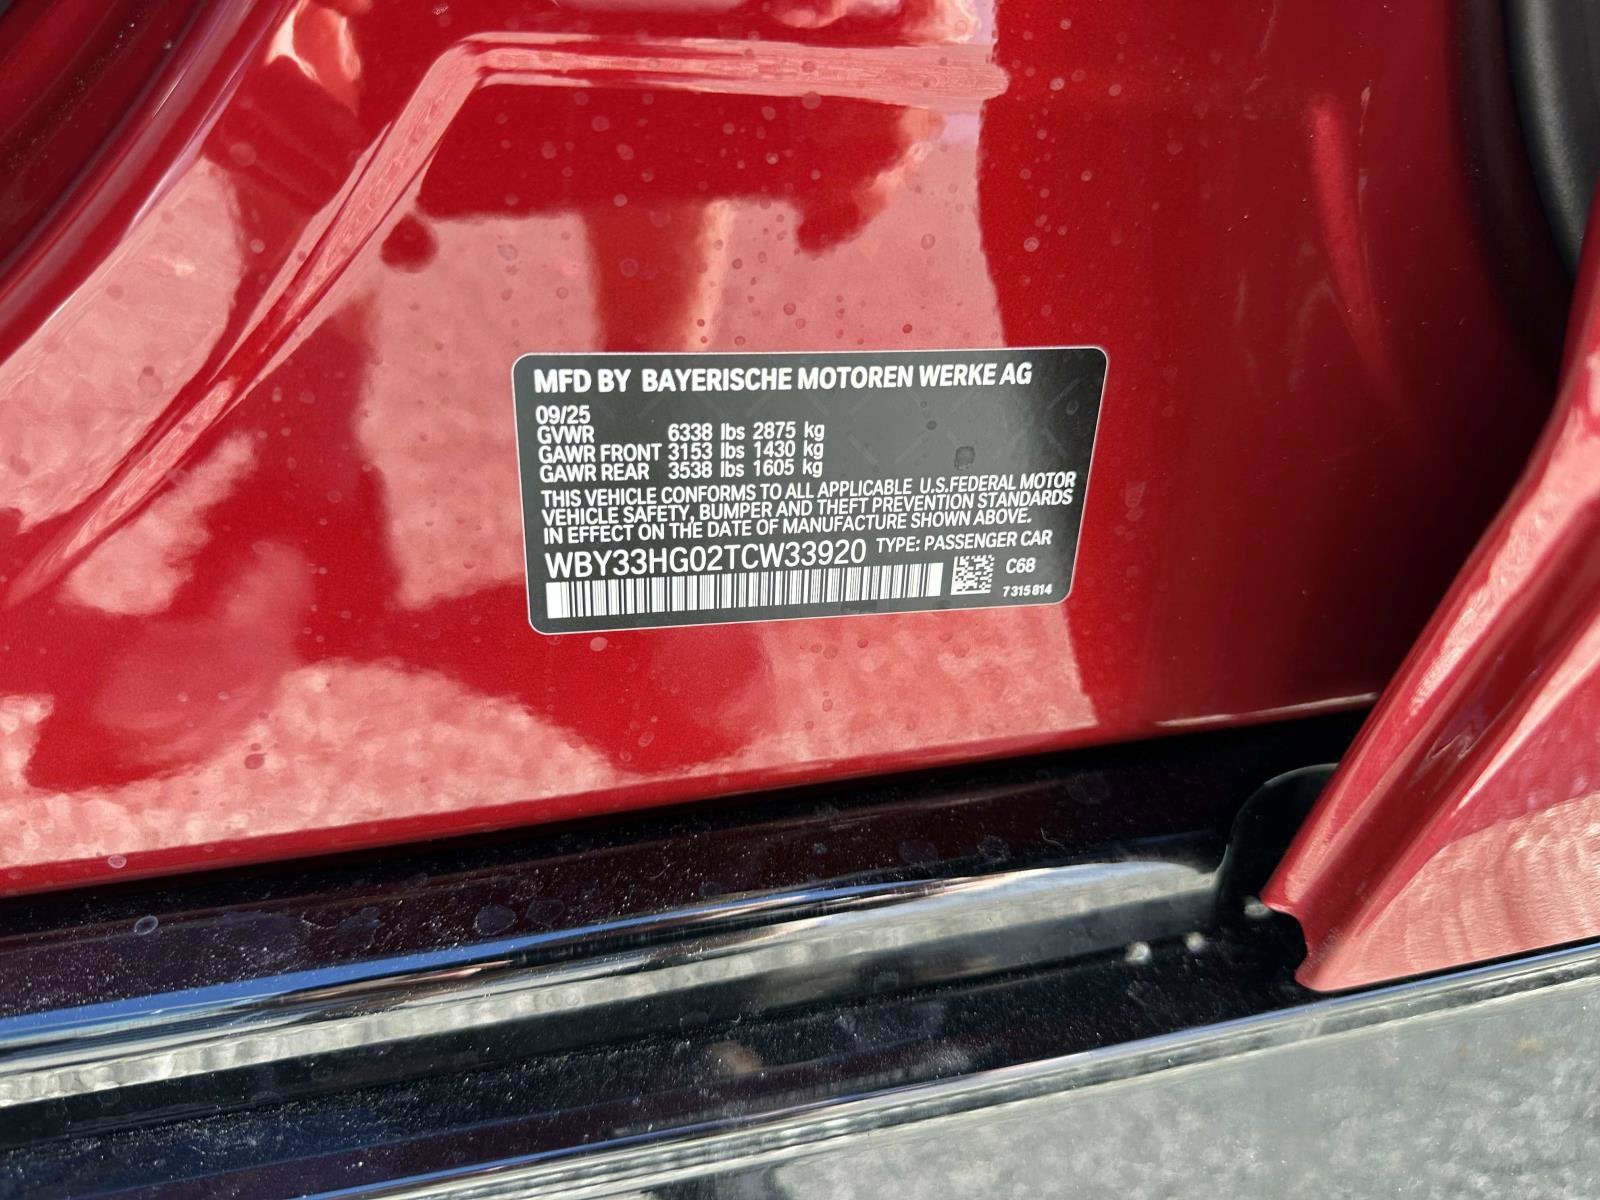 MFD BY BAYERISCHE MOTOREN WERKE AG
09/25
GVWR 6338 lbs 2875 kg
GAWR FRONT 3153 lbs 1430 kg
GAWR REAR 3538 lbs 1605 kg
THIS VEHICLE CONFORMS TO ALL APPLICABLE U.S.FEDERAL MOTOR
VEHICLE SAFETY, BUMPER AND THEFT PREVENTION STANDARDS
IN EFFECT ON THE DATE OF MANUFACTURE SHOWN ABOVE.
WBY33HG02TCW33920 TYPE: PASSENGER CAR
C68
7 315 814